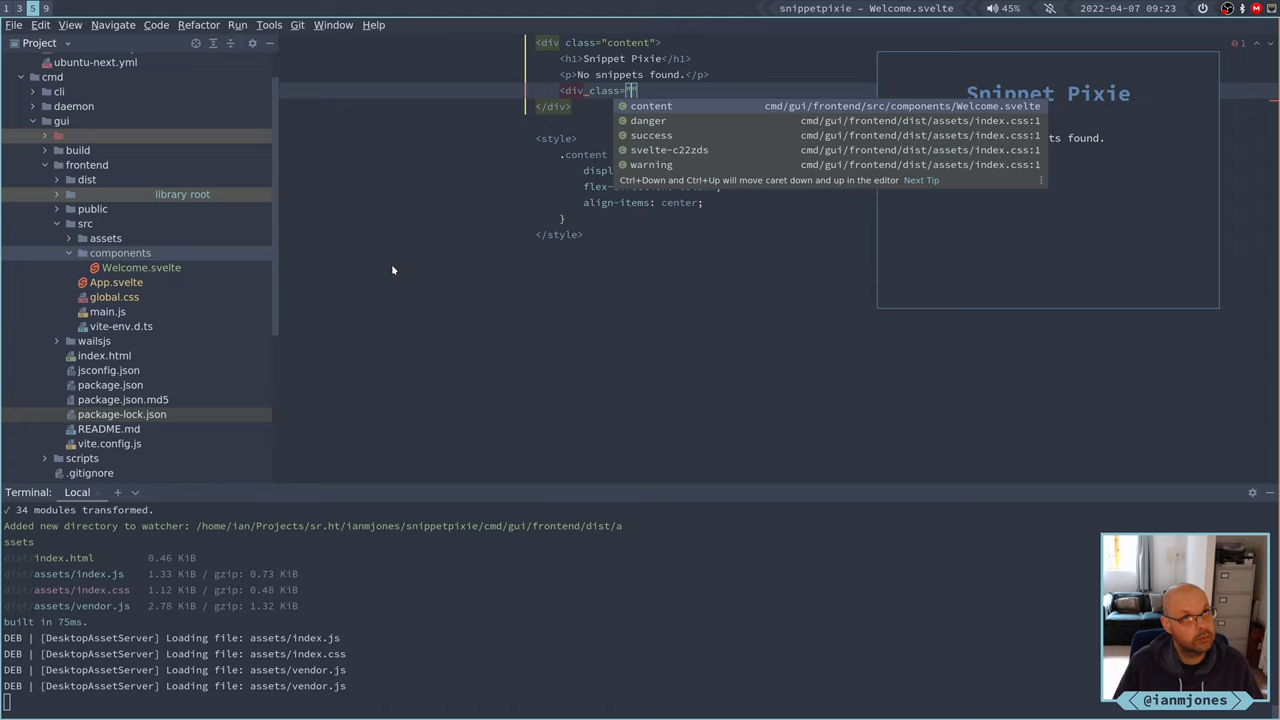 1 3 5 9
snippetpixie – Welcome.svelte
45%
2022-04-07 09:23
File Edit View Navigate Code Refactor Run Tools Git Window Help
Project
ubuntu-next.yml
cmd
cli
daemon
gui
build
frontend
dist
library root
public
src
assets
components
Welcome.svelte
App.svelte
global.css
main.js
vite-env.d.ts
wailsjs
index.html
jsconfig.json
package.json
package.json.md5
package-lock.json
README.md
vite.config.js
scripts
.gitignore
<div class="content">
<h1>Snippet Pixie</h1>
<p>No snippets found.</p>
<div class=""
</div>
<style>
.content
displ
align-items: center;
}
</style>
content cmd/gui/frontend/src/components/Welcome.svelte
danger cmd/gui/frontend/dist/assets/index.css:1
success cmd/gui/frontend/dist/assets/index.css:1
svelte-c22zds cmd/gui/frontend/dist/assets/index.css:1
warning cmd/gui/frontend/dist/assets/index.css:1
Ctrl+Down and Ctrl+Up will move caret down and up in the editor Next Tip
1
Snippet Pixie
ts found.
Terminal: Local
✓ 34 modules transformed.
Added new directory to watcher: /home/ian/Projects/sr.ht/ianmjones/snippetpixie/cmd/gui/frontend/dist/a
ssets
dist/index.html 0.46 KiB
dist/assets/index.js 1.33 KiB / gzip: 0.73 KiB
dist/assets/index.css 1.12 KiB / gzip: 0.48 KiB
dist/assets/vendor.js 2.78 KiB / gzip: 1.32 KiB
built in 75ms.
DEB | [DesktopAssetServer] Loading file: assets/index.js
DEB | [DesktopAssetServer] Loading file: assets/index.css
DEB | [DesktopAssetServer] Loading file: assets/vendor.js
DEB | [DesktopAssetServer] Loading file: assets/vendor.js
@ianmjones